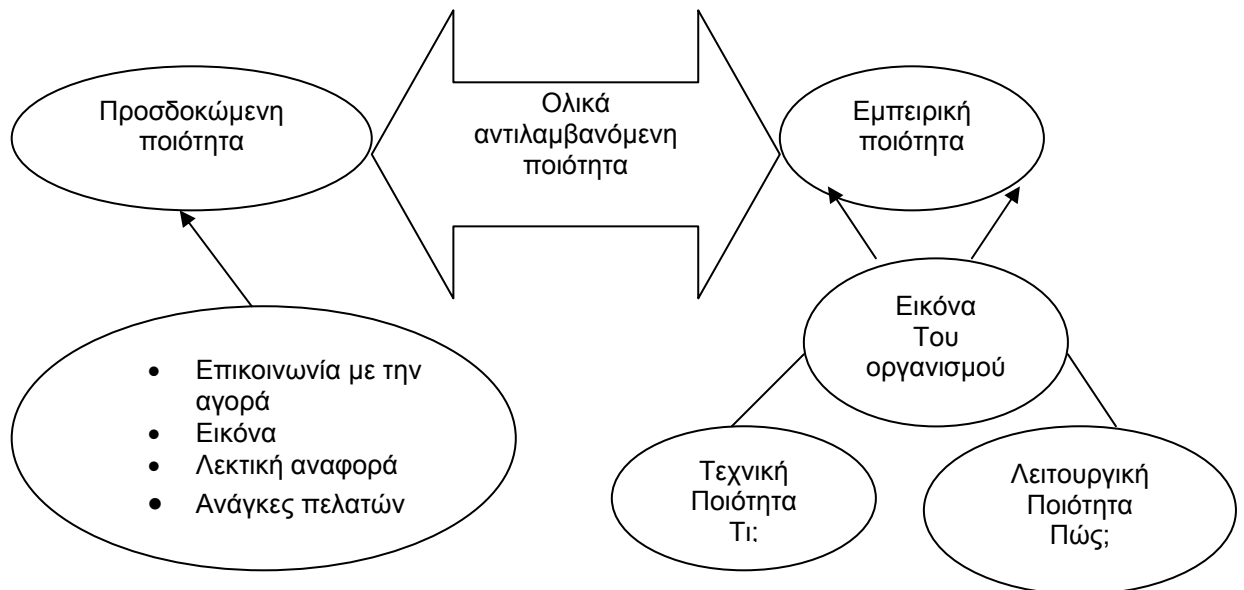 Προσδοκώμενη
ποιότητα
Ολικά
αντιλαμβανόμενη
ποιότητα
Εμπειρική
ποιότητα
• Επικοινωνία με την
αγορά
• Εικόνα
• Λεκτική αναφορά
• Ανάγκες πελατών
Εικόνα
Του
οργανισμού
Τεχνική
Ποιότητα
Τι;
Λειτουργική
Ποιότητα
Πώς;